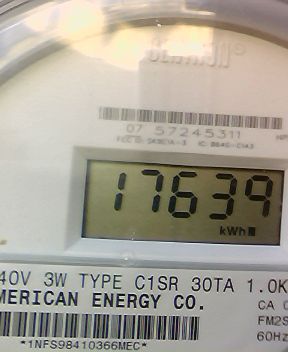 07 57245311
17639
kWh
40V 3W TYPE C1SR 30TA 1.0K
MERICAN ENERGY CO.
CA 0
FM2S
60Hz
*1NFS98410366MEC*